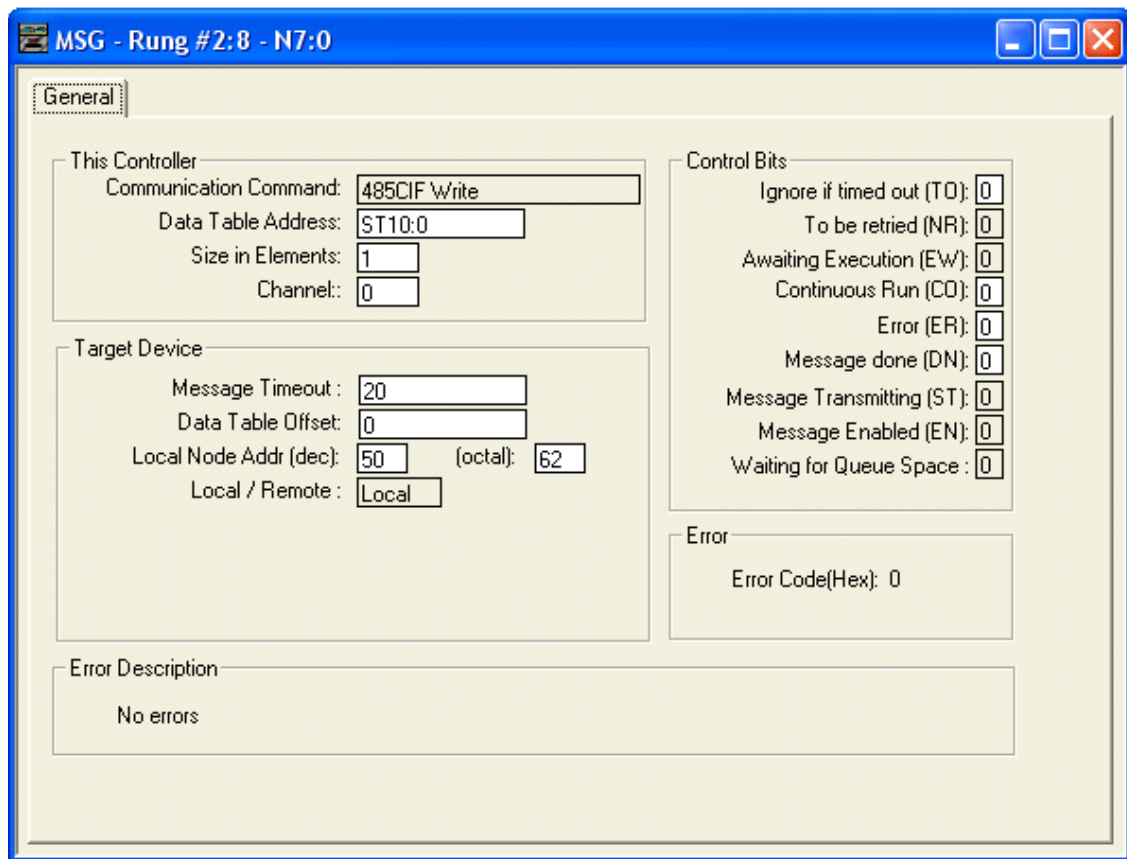 MSG - Rung #2:8 - N7:0
General
This Controller
Communication Command: 485CIF Write
Data Table Address: ST10:0
Size in Elements: 1
Channel:: 0
Target Device
Message Timeout : 20
Data Table Offset: 0
Local Node Addr (dec): 50 (octal): 62
Local / Remote : Local
Control Bits
Ignore if timed out (TO): 0
To be retried (NR): 0
Awaiting Execution (EW): 0
Continuous Run (CO): 0
Error (ER): 0
Message done (DN): 0
Message Transmitting (ST): 0
Message Enabled (EN): 0
Waiting for Queue Space : 0
Error
Error Code(Hex): 0
Error Description
No errors